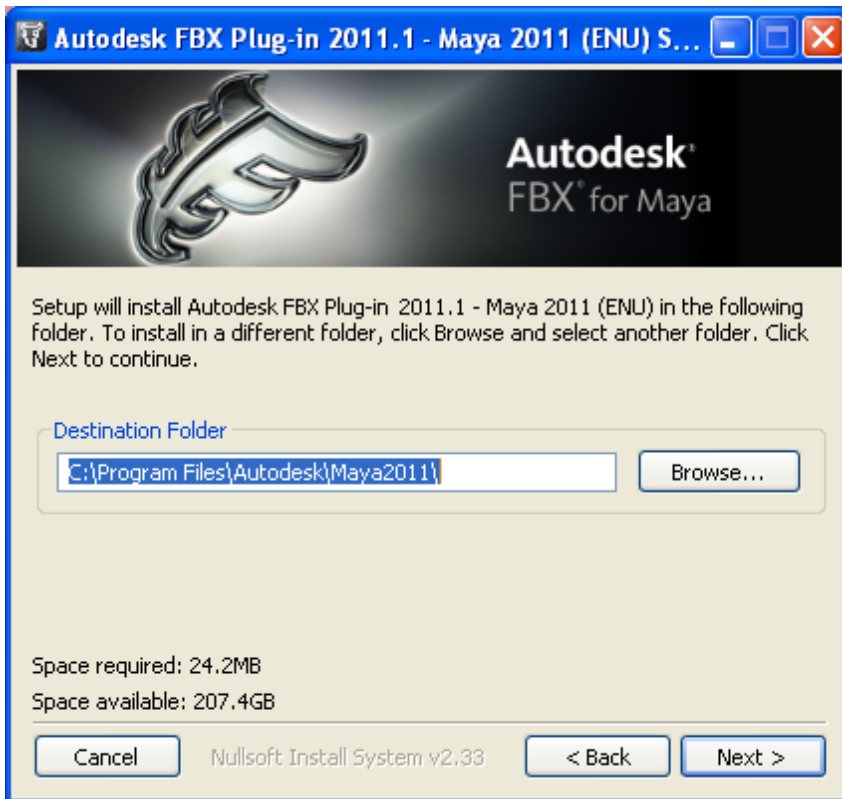 Autodesk FBX Plug-in 2011.1 - Maya 2011 (ENU) S...
Autodesk®
FBX® for Maya
Setup will install Autodesk FBX Plug-in 2011.1 - Maya 2011 (ENU) in the following
folder. To install in a different folder, click Browse and select another folder. Click
Next to continue.
Destination Folder
C:\Program Files\Autodesk\Maya2011\
Browse...
Space required: 24.2MB
Space available: 207.4GB
Cancel
Nullsoft Install System v2.33
< Back
Next >